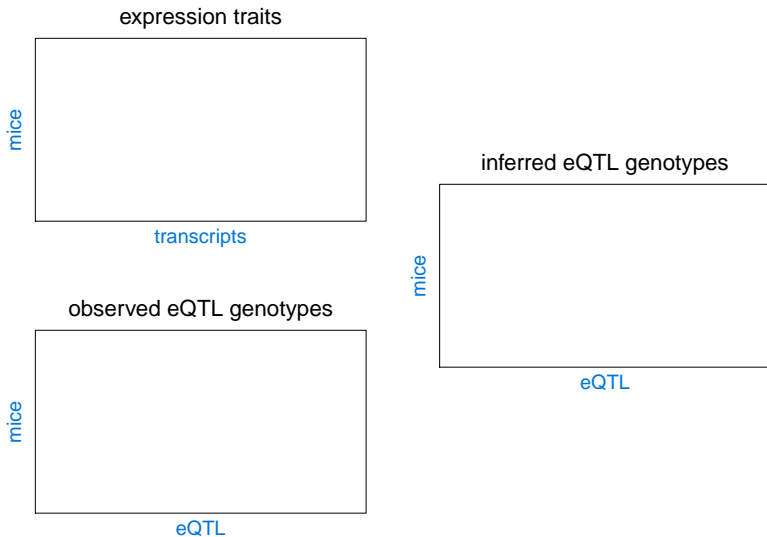 expression traits
mice
transcripts
observed eQTL genotypes
mice
eQTL
inferred eQTL genotypes
mice
eQTL